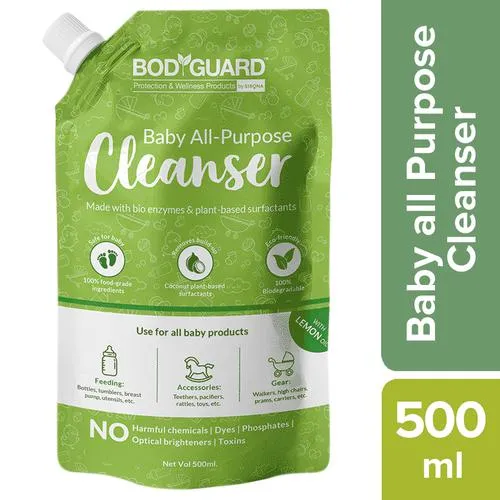 BODYGUARD
Protection & Wellness Products by SIRONA
Baby All-Purpose
Cleanser
Made with bio enzymes & plant-based surfactants
Safe for baby
100% food-grade
ingredients
Removes build-up
Coconut plant-based
surfactants
Eco-friendly
100%
Biodegradable
WITH
LEMON OIL
Use for all baby products
Feeding:
Bottles, tumblers, breast
pump, utensils, etc.
Accessories:
Teethers, pacifiers,
rattles, toys, etc.
Gear:
Walkers, high chairs,
prams, carriers, etc.
NO Harmful chemicals | Dyes | Phosphates |
Optical brighteners | Toxins
Net Vol 500ml.
Baby all Purpose
Cleanser
500
ml